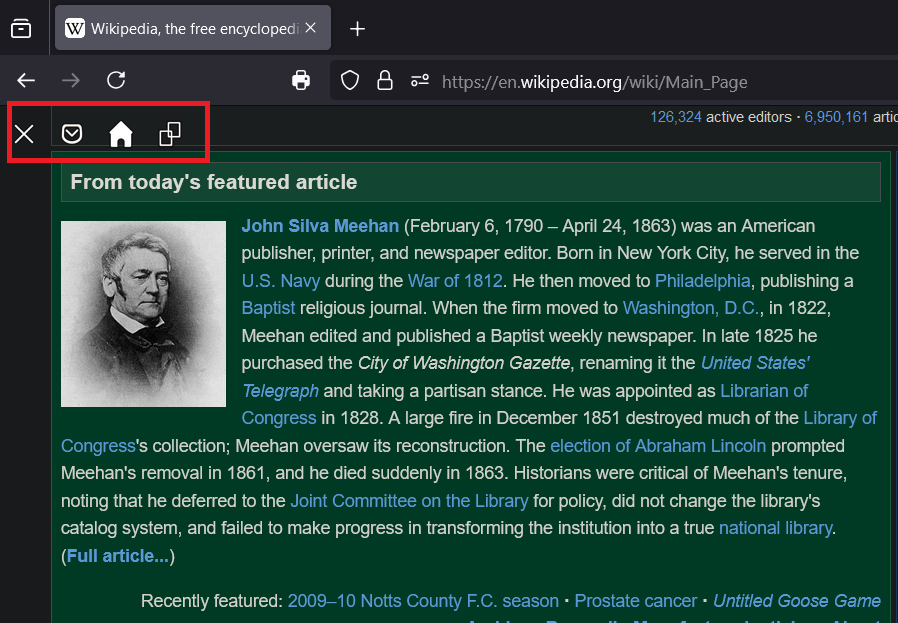 Wikipedia, the free encyclopedi
https://en.wikipedia.org/wiki/Main_Page
126,324 active editors · 6,950,161 artic
From today's featured article
John Silva Meehan (February 6, 1790 – April 24, 1863) was an American
publisher, printer, and newspaper editor. Born in New York City, he served in the
U.S. Navy during the War of 1812. He then moved to Philadelphia, publishing a
Baptist religious journal. When the firm moved to Washington, D.C., in 1822,
Meehan edited and published a Baptist weekly newspaper. In late 1825 he
purchased the City of Washington Gazette, renaming it the United States'
Telegraph and taking a partisan stance. He was appointed as Librarian of
Congress in 1828. A large fire in December 1851 destroyed much of the Library of
Congress's collection; Meehan oversaw its reconstruction. The election of Abraham Lincoln prompted
Meehan's removal in 1861, and he died suddenly in 1863. Historians were critical of Meehan's tenure,
noting that he deferred to the Joint Committee on the Library for policy, did not change the library's
catalog system, and failed to make progress in transforming the institution into a true national library.
(Full article...)
Recently featured: 2009–10 Notts County F.C. season · Prostate cancer · Untitled Goose Game